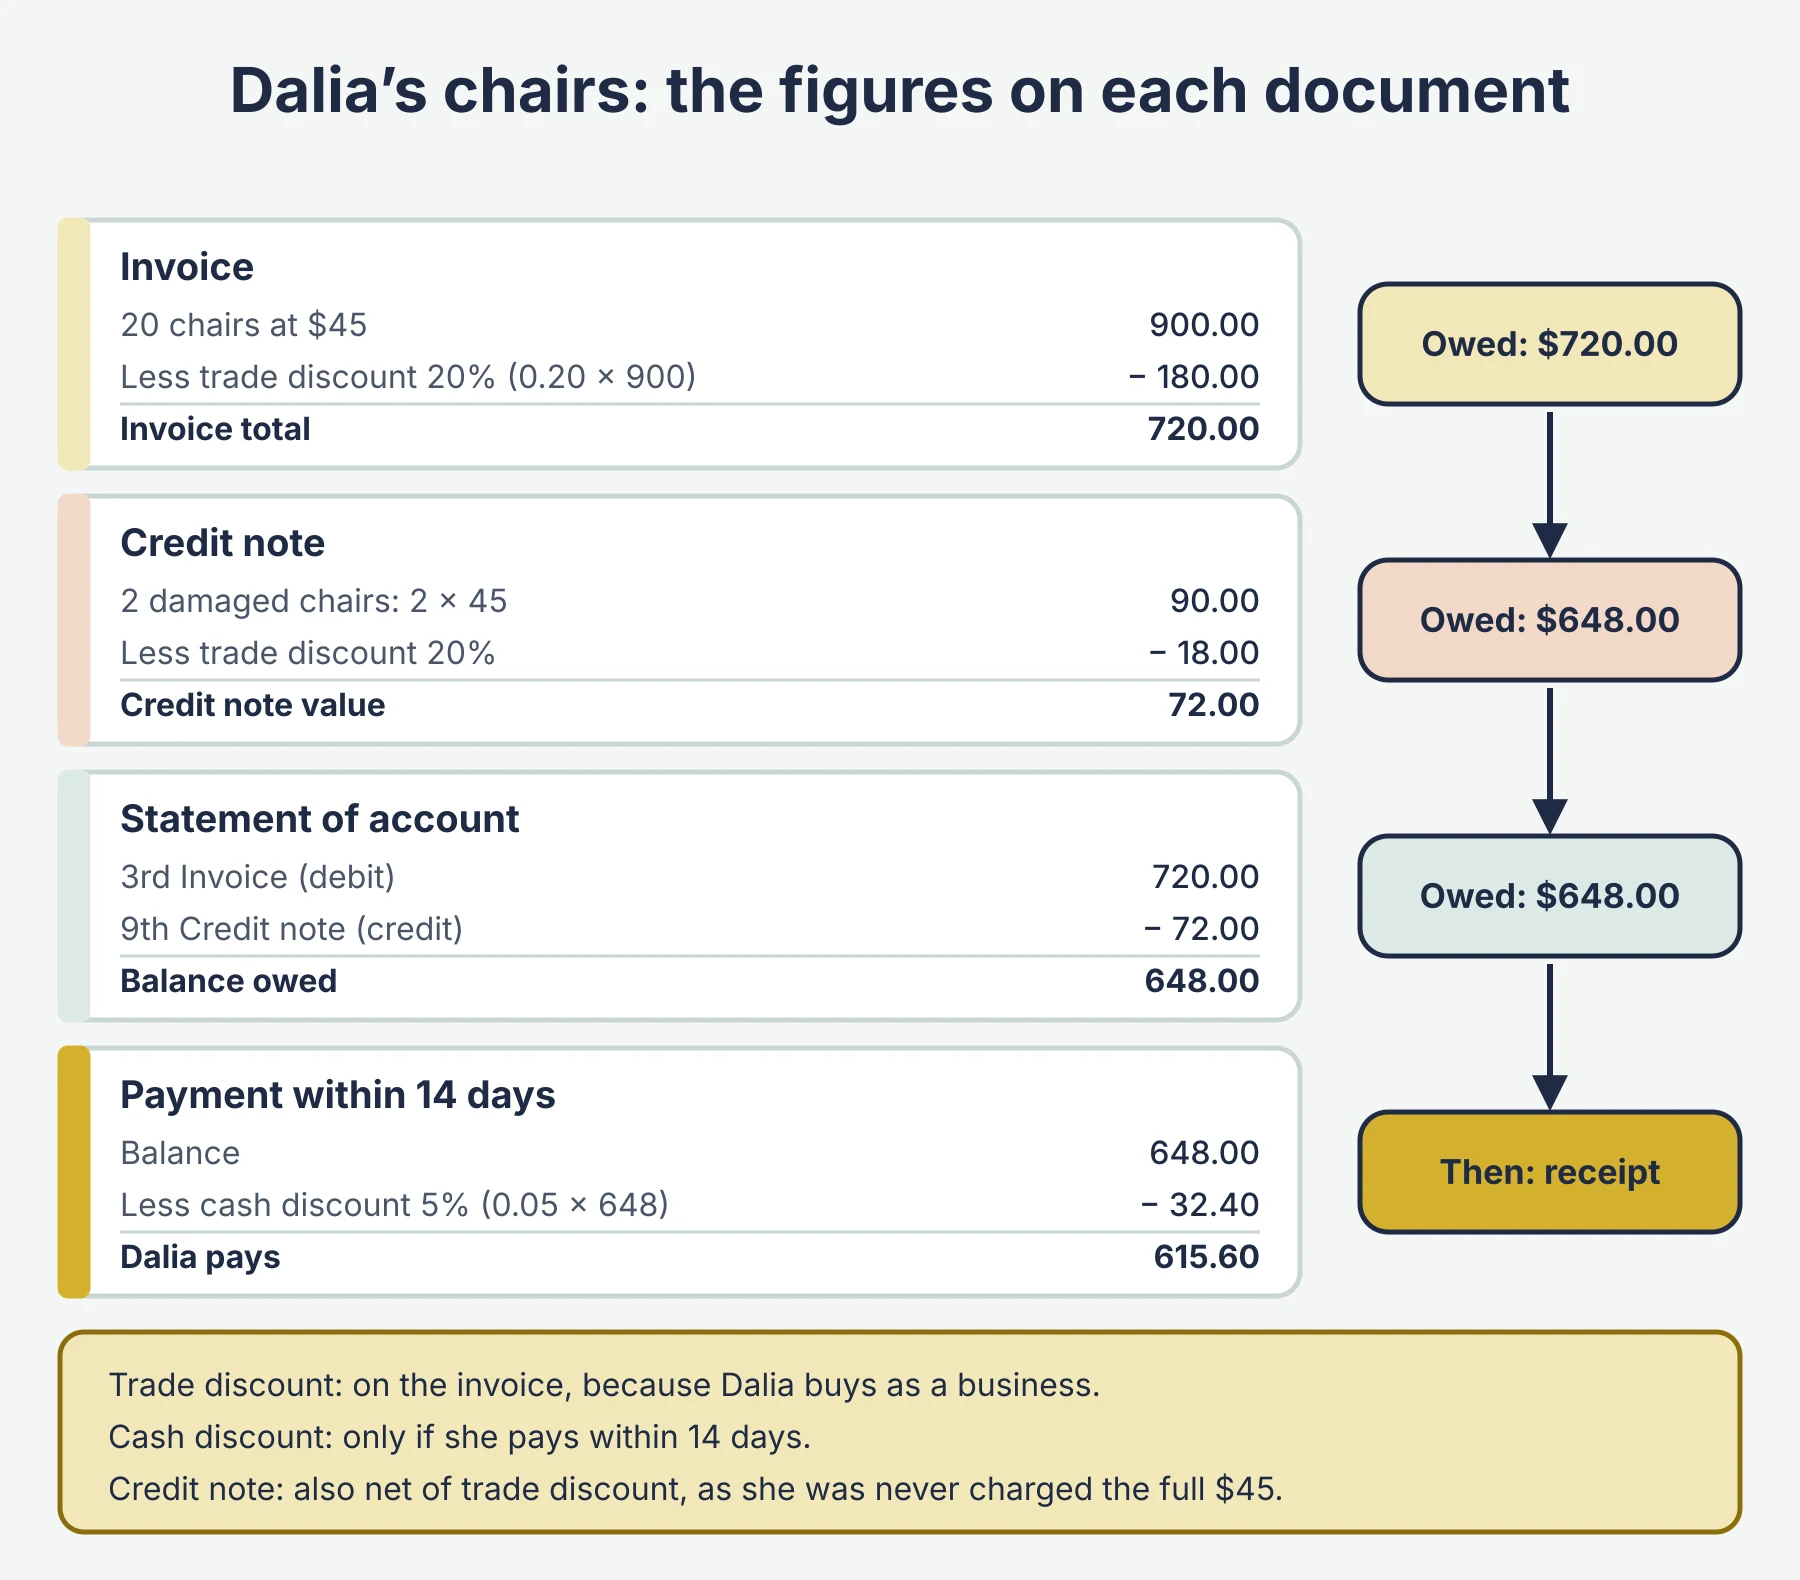 Dalia’s chairs: the figures on each document
Invoice
20 chairs at $45 900.00
Less trade discount 20% (0.20 × 900) − 180.00
Invoice total 720.00
Owed: $720.00
Credit note
2 damaged chairs: 2 × 45 90.00
Less trade discount 20% − 18.00
Credit note value 72.00
Owed: $648.00
Statement of account
3rd Invoice (debit) 720.00
9th Credit note (credit) − 72.00
Balance owed 648.00
Owed: $648.00
Payment within 14 days
Balance 648.00
Less cash discount 5% (0.05 × 648) − 32.40
Dalia pays 615.60
Then: receipt
Trade discount: on the invoice, because Dalia buys as a business.
Cash discount: only if she pays within 14 days.
Credit note: also net of trade discount, as she was never charged the full $45.